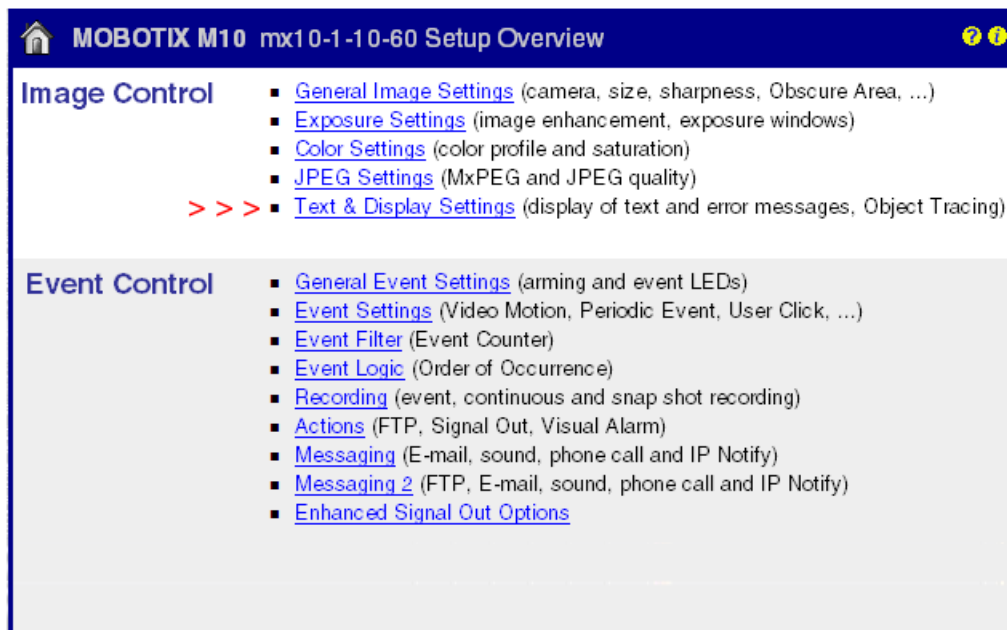 MOBOTIX M10 mx10-1-10-60 Setup Overview
Image Control
General Image Settings (camera, size, sharpness, Obscure Area, ...)
Exposure Settings (image enhancement, exposure windows)
Color Settings (color profile and saturation)
JPEG Settings (MxPEG and JPEG quality)
> > > Text & Display Settings (display of text and error messages, Object Tracing)
Event Control
General Event Settings (arming and event LEDs)
Event Settings (Video Motion, Periodic Event, User Click, ...)
Event Filter (Event Counter)
Event Logic (Order of Occurrence)
Recording (event, continuous and snap shot recording)
Actions (FTP, Signal Out, Visual Alarm)
Messaging (E-mail, sound, phone call and IP Notify)
Messaging 2 (FTP, E-mail, sound, phone call and IP Notify)
Enhanced Signal Out Options